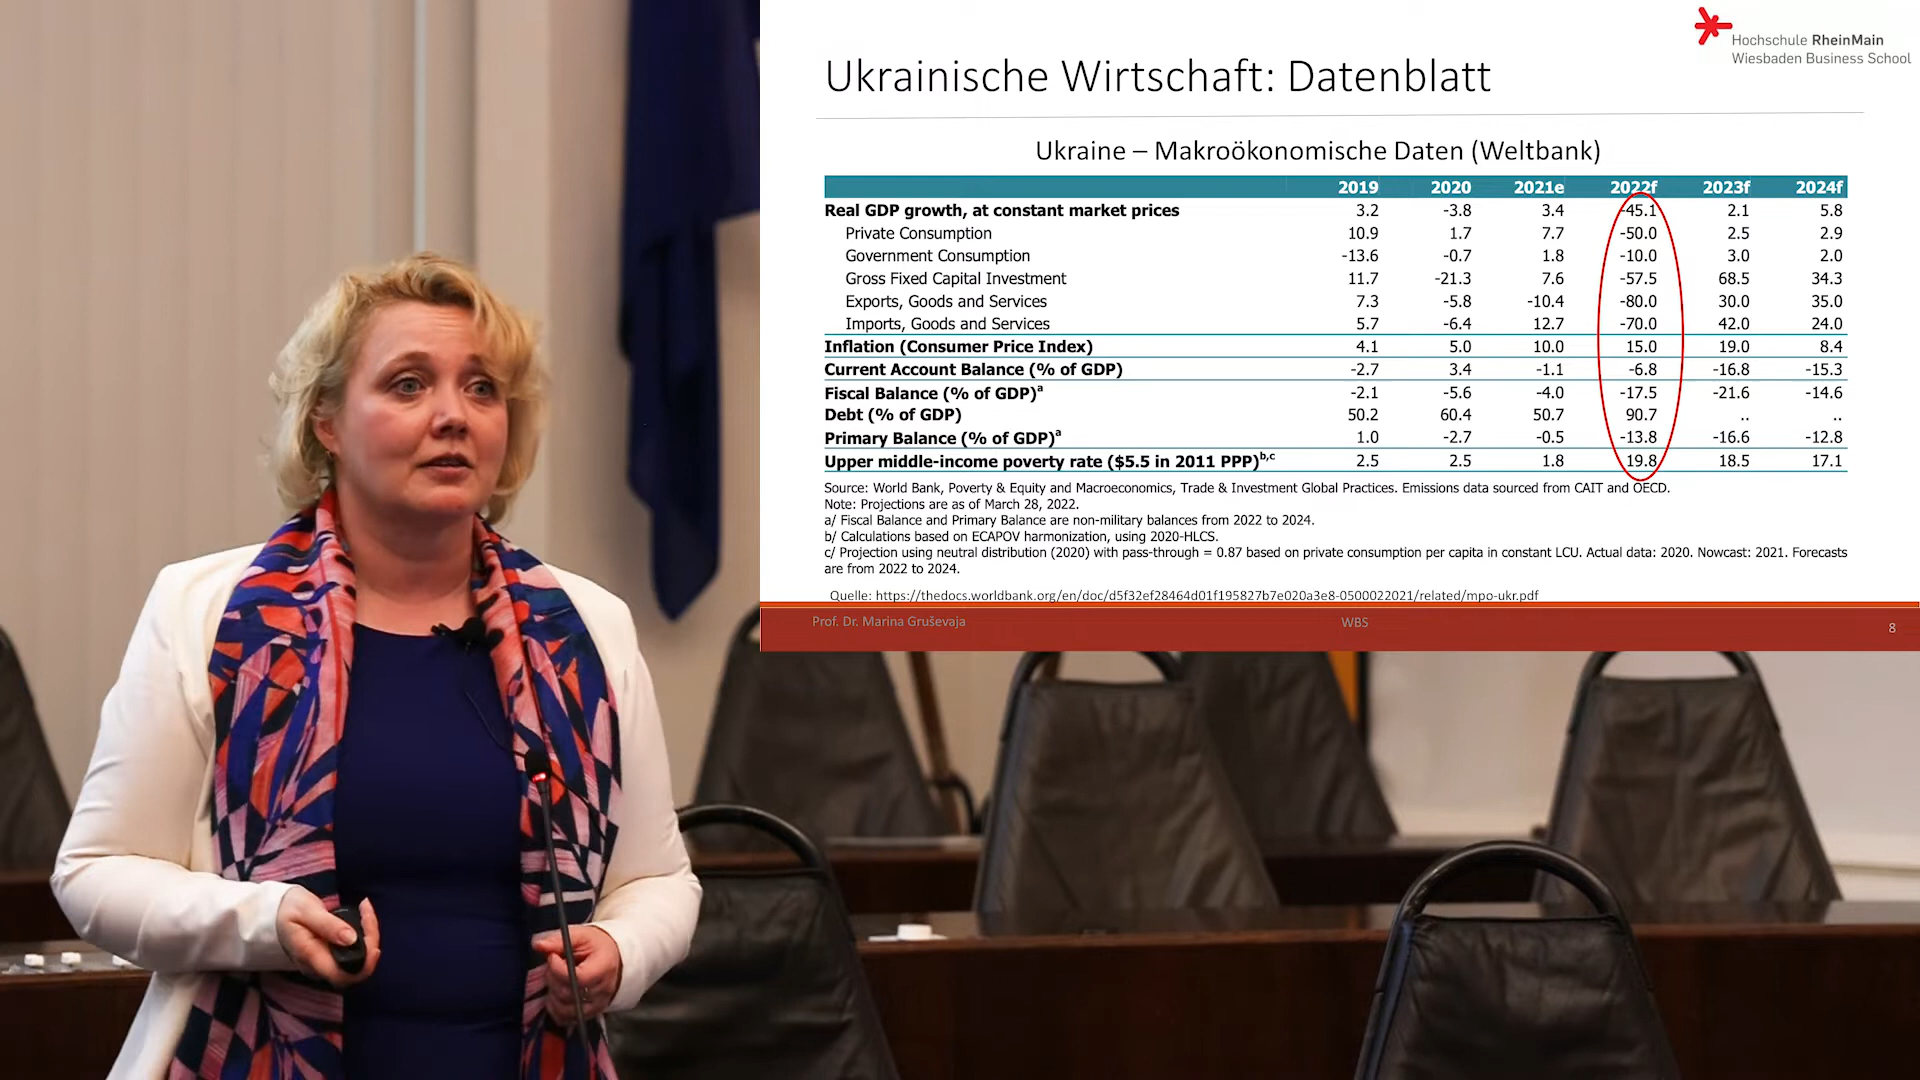 Hochschule RheinMain
Wiesbaden Business School
Ukrainische Wirtschaft: Datenblatt
Ukraine – Makroökonomische Daten (Weltbank)
2019 2020 2021e 2022f 2023f 2024f
Real GDP growth, at constant market prices 3.2 -3.8 3.4 -45.1 2.1 5.8
Private Consumption 10.9 1.7 7.7 -50.0 2.5 2.9
Government Consumption -13.6 -0.7 1.8 -10.0 3.0 2.0
Gross Fixed Capital Investment 11.7 -21.3 7.6 -57.5 68.5 34.3
Exports, Goods and Services 7.3 -5.8 -10.4 -80.0 30.0 35.0
Imports, Goods and Services 5.7 -6.4 12.7 -70.0 42.0 24.0
Inflation (Consumer Price Index) 4.1 5.0 10.0 15.0 19.0 8.4
Current Account Balance (% of GDP) -2.7 3.4 -1.1 -6.8 -16.8 -15.3
Fiscal Balance (% of GDP)a -2.1 -5.6 -4.0 -17.5 -21.6 -14.6
Debt (% of GDP) 50.2 60.4 50.7 90.7 .. ..
Primary Balance (% of GDP)a 1.0 -2.7 -0.5 -13.8 -16.6 -12.8
Upper middle-income poverty rate ($5.5 in 2011 PPP)b,c 2.5 2.5 1.8 19.8 18.5 17.1
Source: World Bank, Poverty & Equity and Macroeconomics, Trade & Investment Global Practices. Emissions data sourced from CAIT and OECD.
Note: Projections are as of March 28, 2022.
a/ Fiscal Balance and Primary Balance are non-military balances from 2022 to 2024.
b/ Calculations based on ECAPOV harmonization, using 2020-HLCS.
c/ Projection using neutral distribution (2020) with pass-through = 0.87 based on private consumption per capita in constant LCU. Actual data: 2020. Nowcast: 2021. Forecasts
are from 2022 to 2024.
Quelle: https://thedocs.worldbank.org/en/doc/d5f32ef28464d01f195827b7e020a3e8-0500022021/related/mpo-ukr.pdf
Prof. Dr. Marina Gruševaja WBS 8